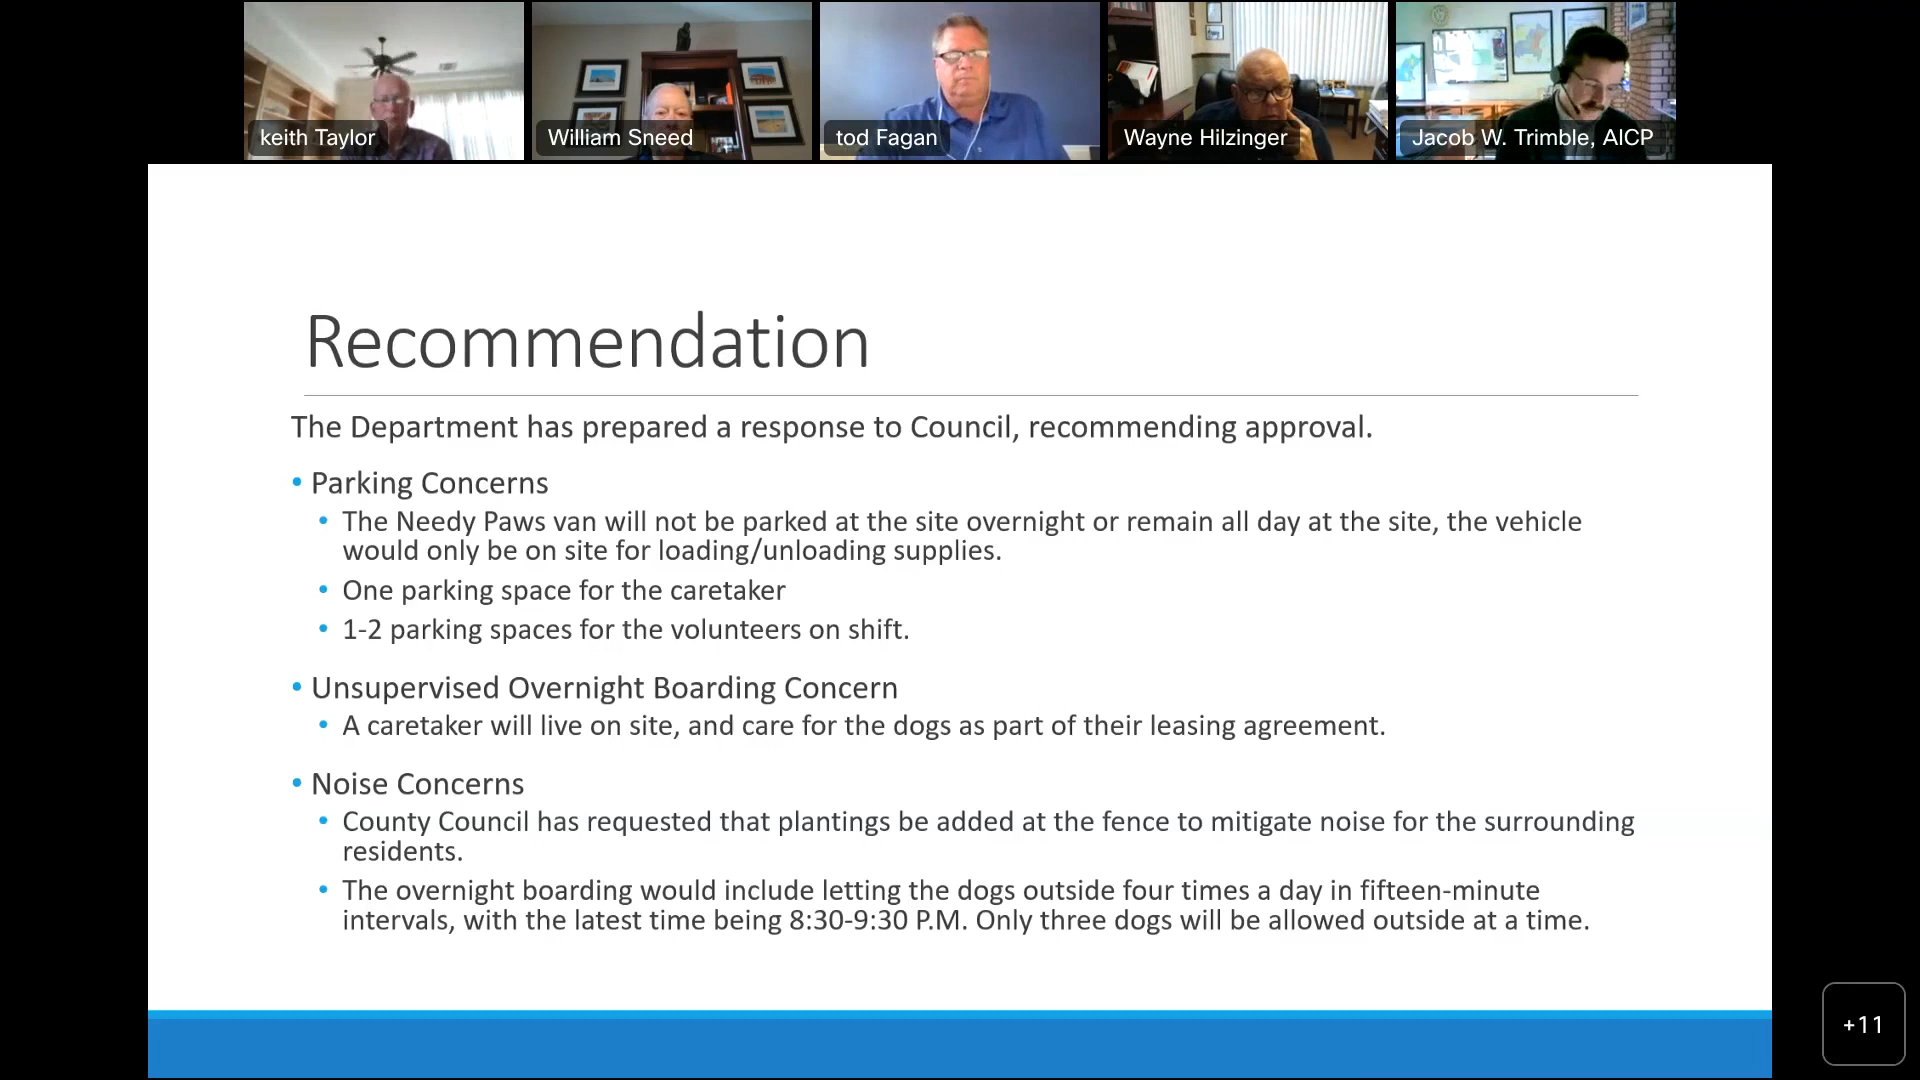 keith Taylor
William Sneed
tod Fagan
Wayne Hilzinger
Jacob W. Trimble, AICP
Recommendation
The Department has prepared a response to Council, recommending approval.
• Parking Concerns
• The Needy Paws van will not be parked at the site overnight or remain all day at the site, the vehicle
would only be on site for loading/unloading supplies.
• One parking space for the caretaker
• 1-2 parking spaces for the volunteers on shift.
• Unsupervised Overnight Boarding Concern
• A caretaker will live on site, and care for the dogs as part of their leasing agreement.
• Noise Concerns
• County Council has requested that plantings be added at the fence to mitigate noise for the surrounding
residents.
• The overnight boarding would include letting the dogs outside four times a day in fifteen-minute
intervals, with the latest time being 8:30-9:30 P.M. Only three dogs will be allowed outside at a time.
+11